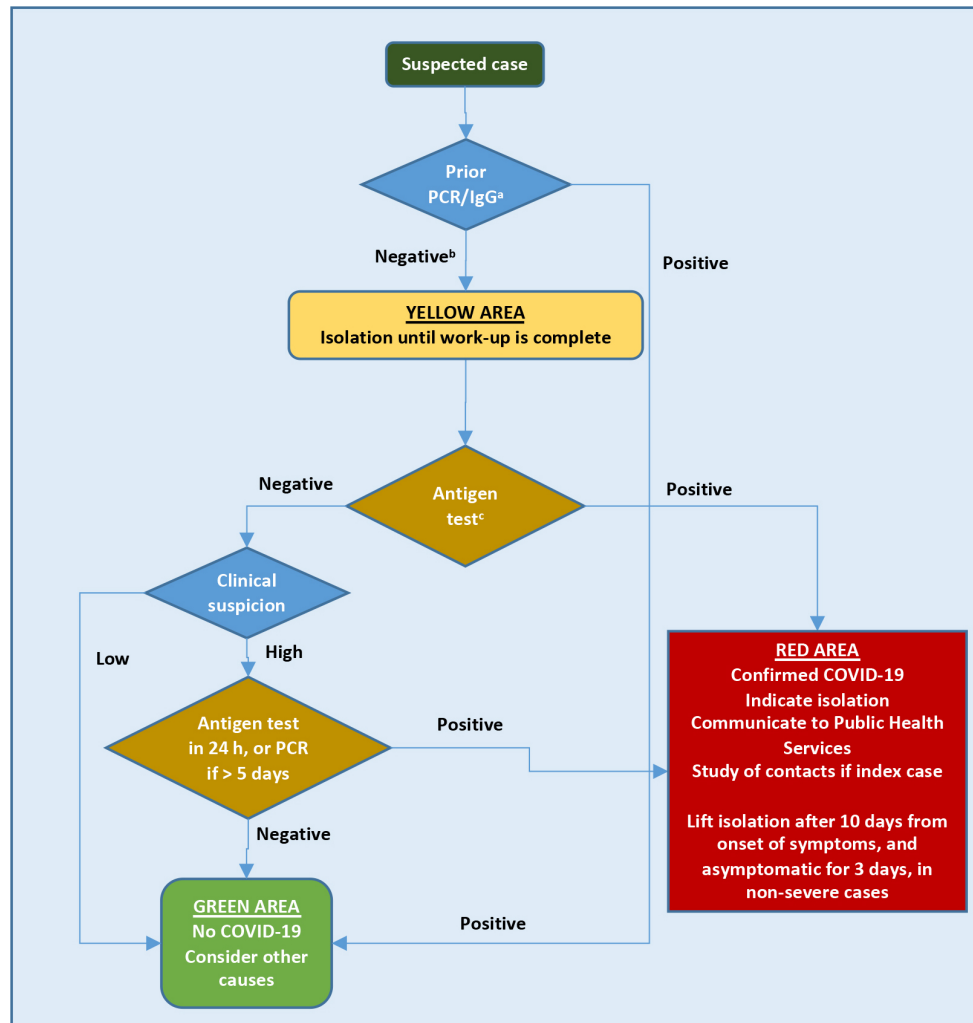 Suspected case
Prior
PCR/IgGᵃ
Negativeᵇ
Positive
YELLOW AREA
Isolation until work-up is complete
Negative
Antigen
testᶜ
Positive
Clinical
suspicion
Low
High
Antigen test
in 24 h, or PCR
if > 5 days
Positive
RED AREA
Confirmed COVID-19
Indicate isolation
Communicate to Public Health
Services
Study of contacts if index case
Lift isolation after 10 days from
onset of symptoms, and
asymptomatic for 3 days, in
non-severe cases
Negative
GREEN AREA
No COVID-19
Consider other
causes
Positive